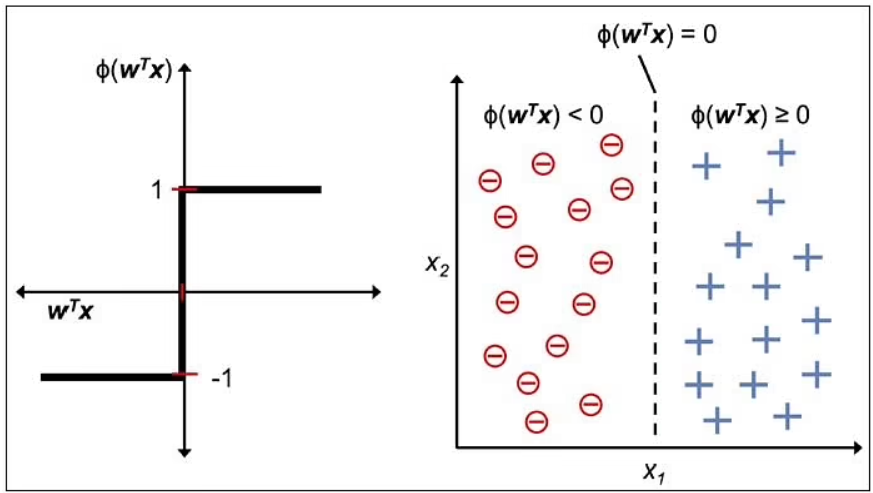 ϕ(wᵀx)
1
wᵀx
-1
ϕ(wᵀx) = 0
ϕ(wᵀx) < 0
ϕ(wᵀx) ≥ 0
x₂
x₁